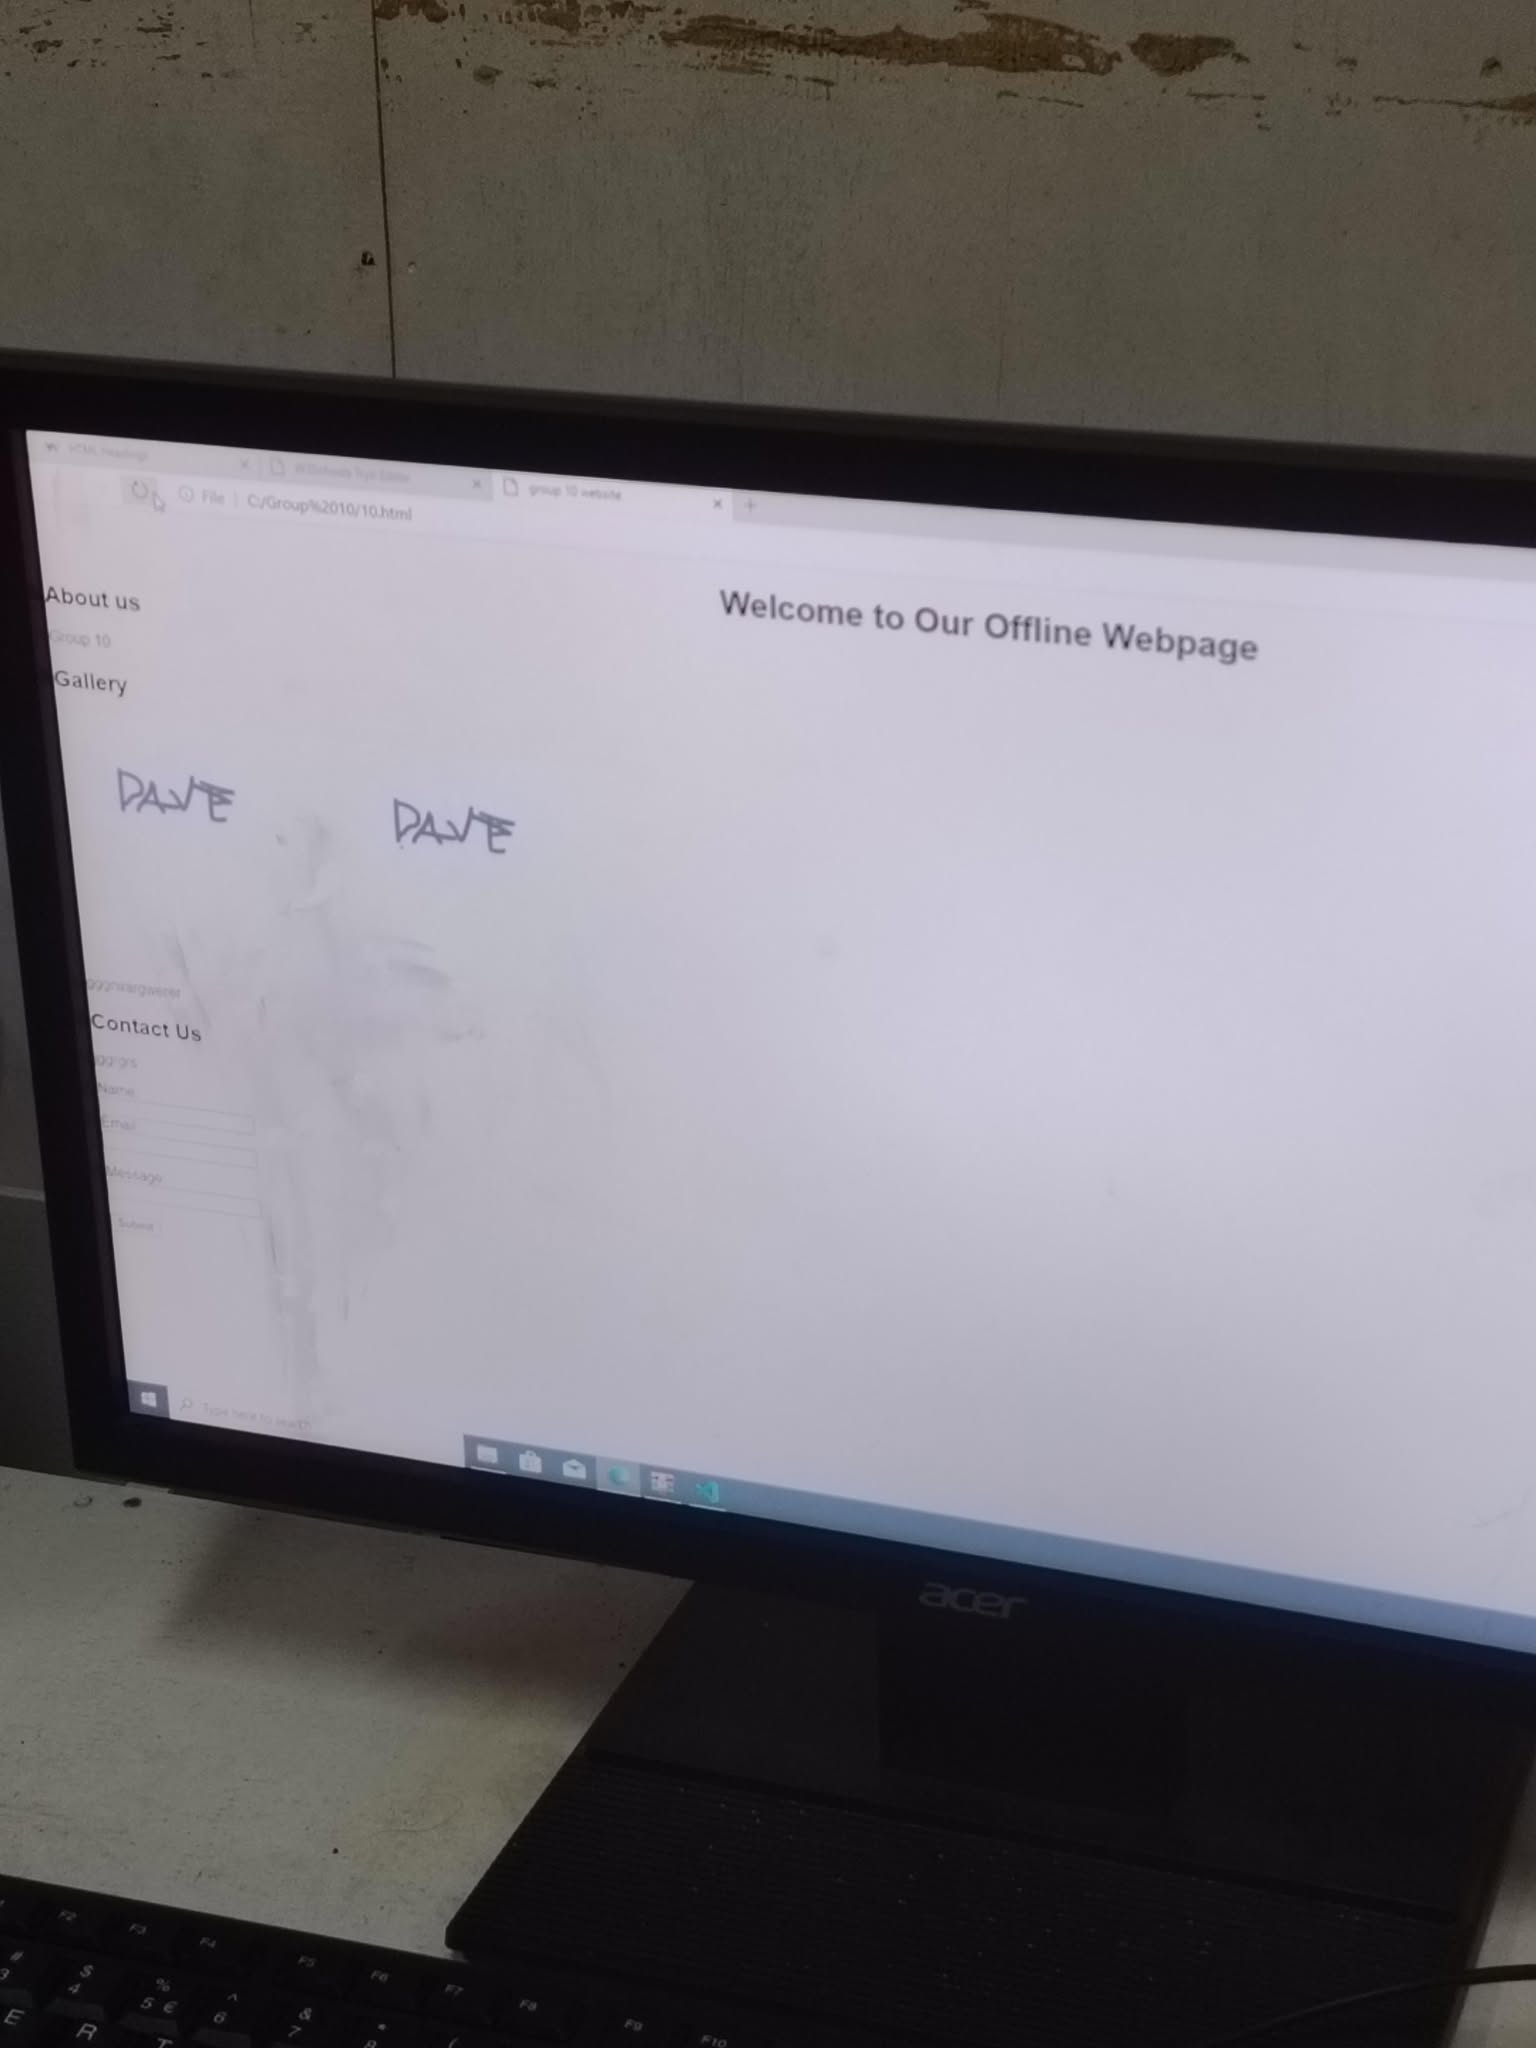 HTML Headings
W3Schools Tryit Editor
group 10 website
File
C:/Group%2010/10.html
Welcome to Our Offline Webpage
About us
Group 10
Gallery
DAVE DAVE
Contact Us
Name
Email
Message
Submit
Type here to search
acer
F2 F3 F4 F5 F6 F7 F8 F9 F10
# $ % ^ & *
3 4 5 € 6 7 8
E R T